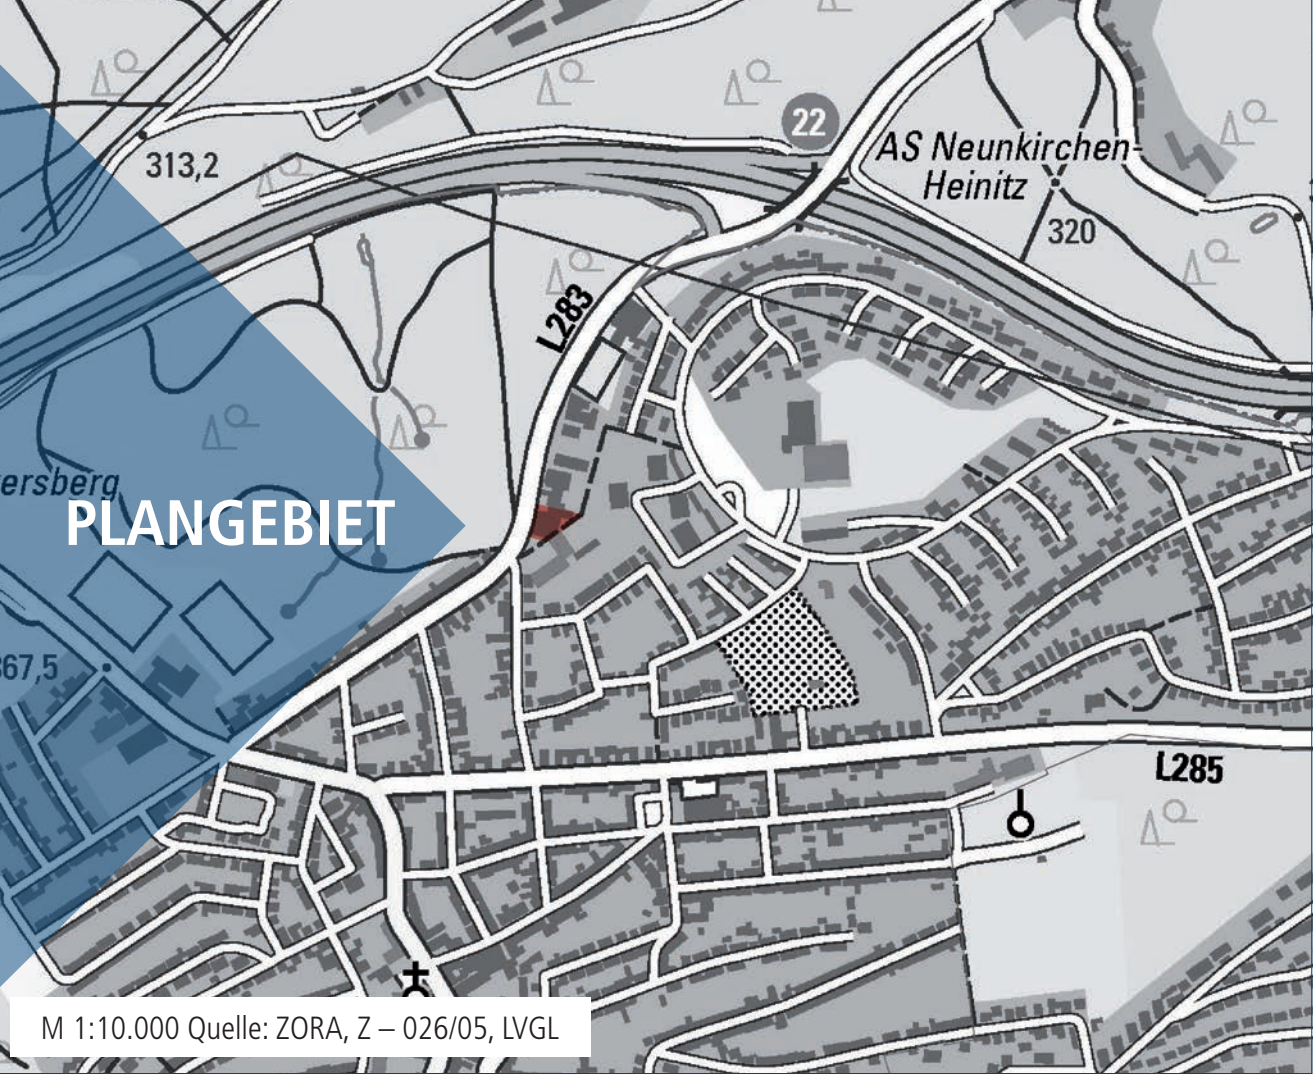 22
AS Neunkirchen-
Heinitz
313,2
320
L283
ersberg
PLANGEBIET
367,5
L285
M 1:10.000 Quelle: ZORA, Z – 026/05, LVGL